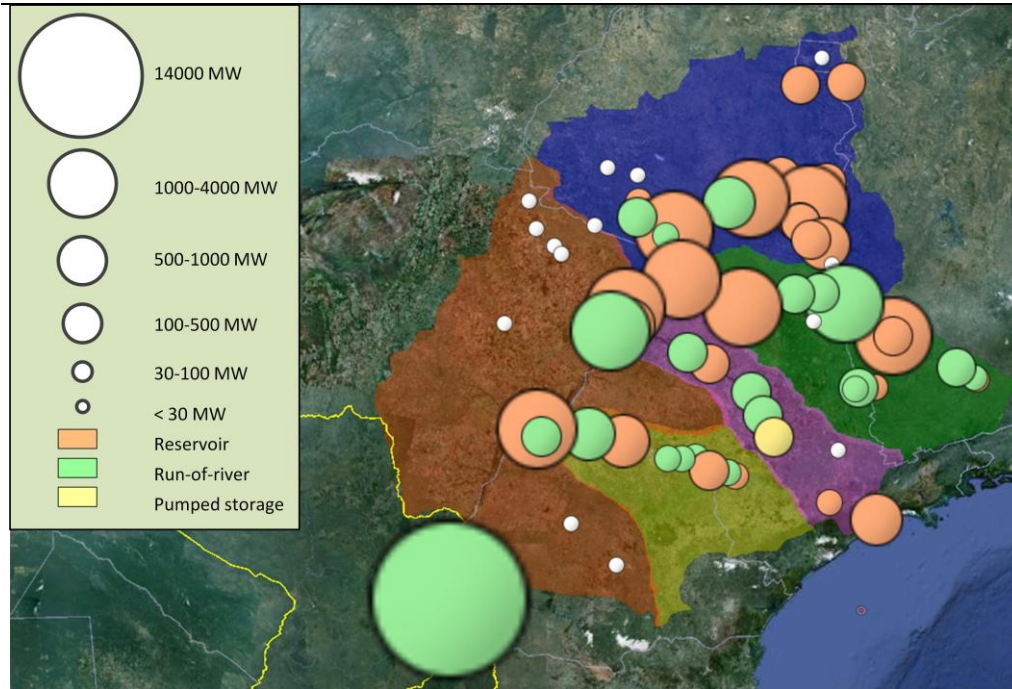 14000 MW
1000-4000 MW
500-1000 MW
100-500 MW
30-100 MW
< 30 MW
Reservoir
Run-of-river
Pumped storage